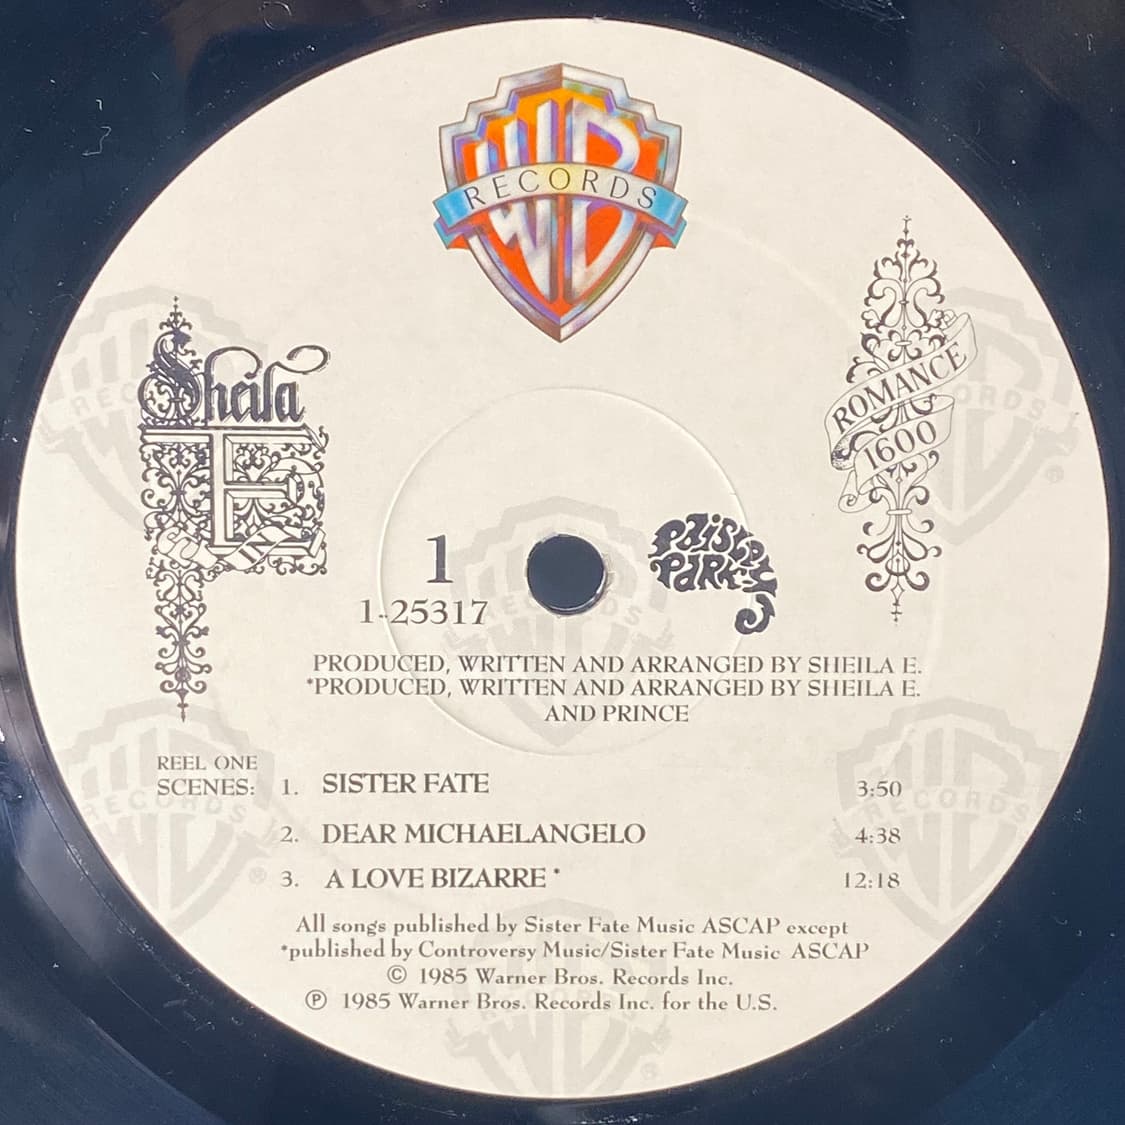 WB
RECORDS
Sheila
E
ROMANCE
1600
1
1-25317
Paisley
Park
PRODUCED, WRITTEN AND ARRANGED BY SHEILA E.
*PRODUCED, WRITTEN AND ARRANGED BY SHEILA E.
AND PRINCE
REEL ONE
SCENES: 1. SISTER FATE 3:50
2. DEAR MICHAELANGELO 4:38
3. A LOVE BIZARRE * 12:18
All songs published by Sister Fate Music ASCAP except
*published by Controversy Music/Sister Fate Music ASCAP
© 1985 Warner Bros. Records Inc.
℗ 1985 Warner Bros. Records Inc. for the U.S.